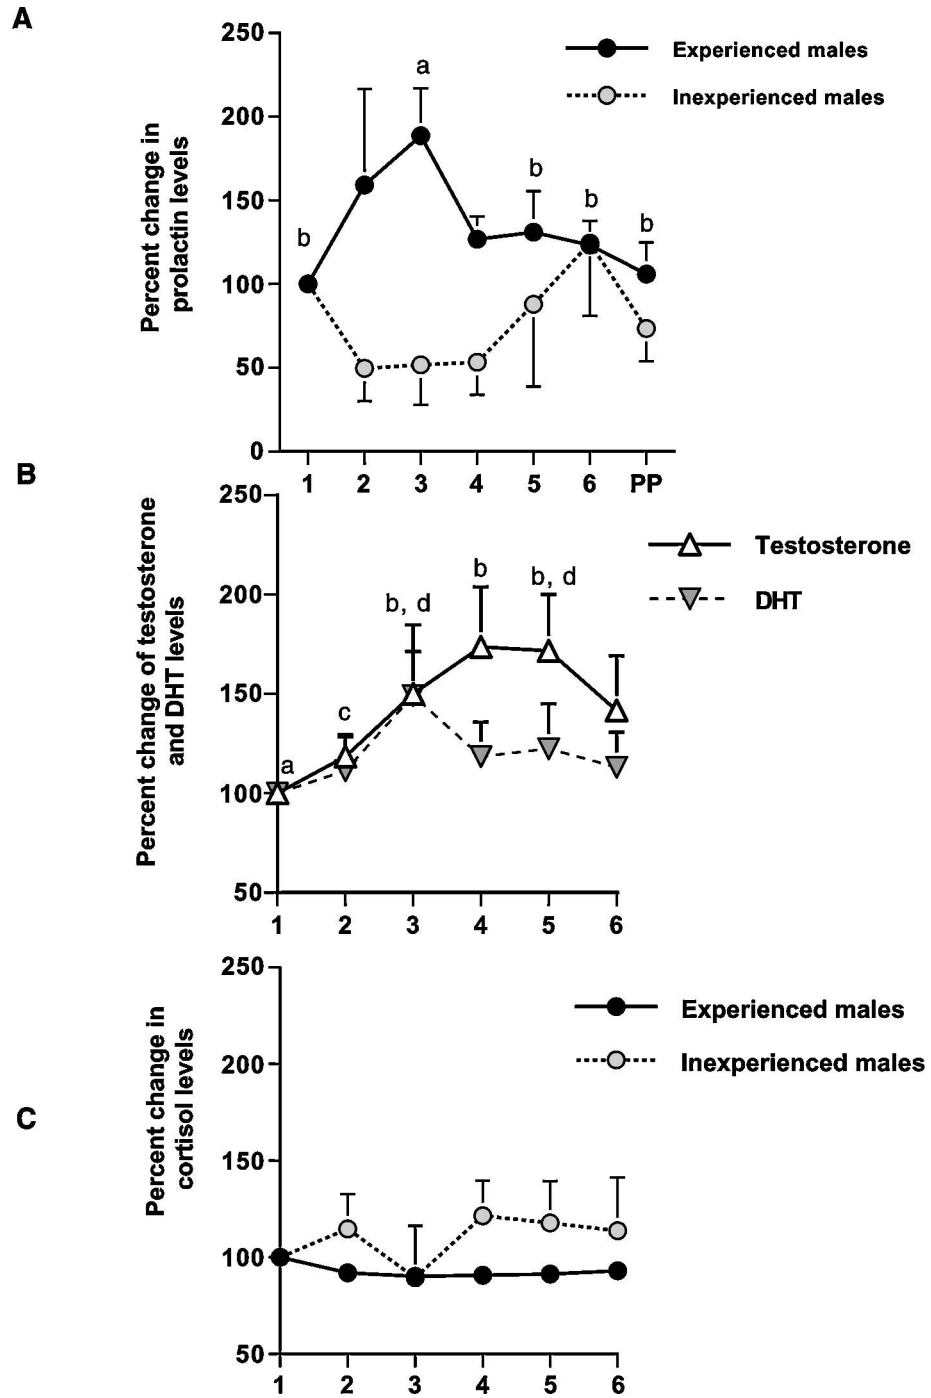 A
250
200
150
100
50
0
Percent change in
prolactin levels
Experienced males
Inexperienced males
b
a
b
b
b
1 2 3 4 5 6 PP
B
250
200
150
100
50
Percent change of testosterone
and DHT levels
Testosterone
DHT
a
c
b, d
b
b, d
1 2 3 4 5 6
C
250
200
150
100
50
Percent change in
cortisol levels
Experienced males
Inexperienced males
1 2 3 4 5 6